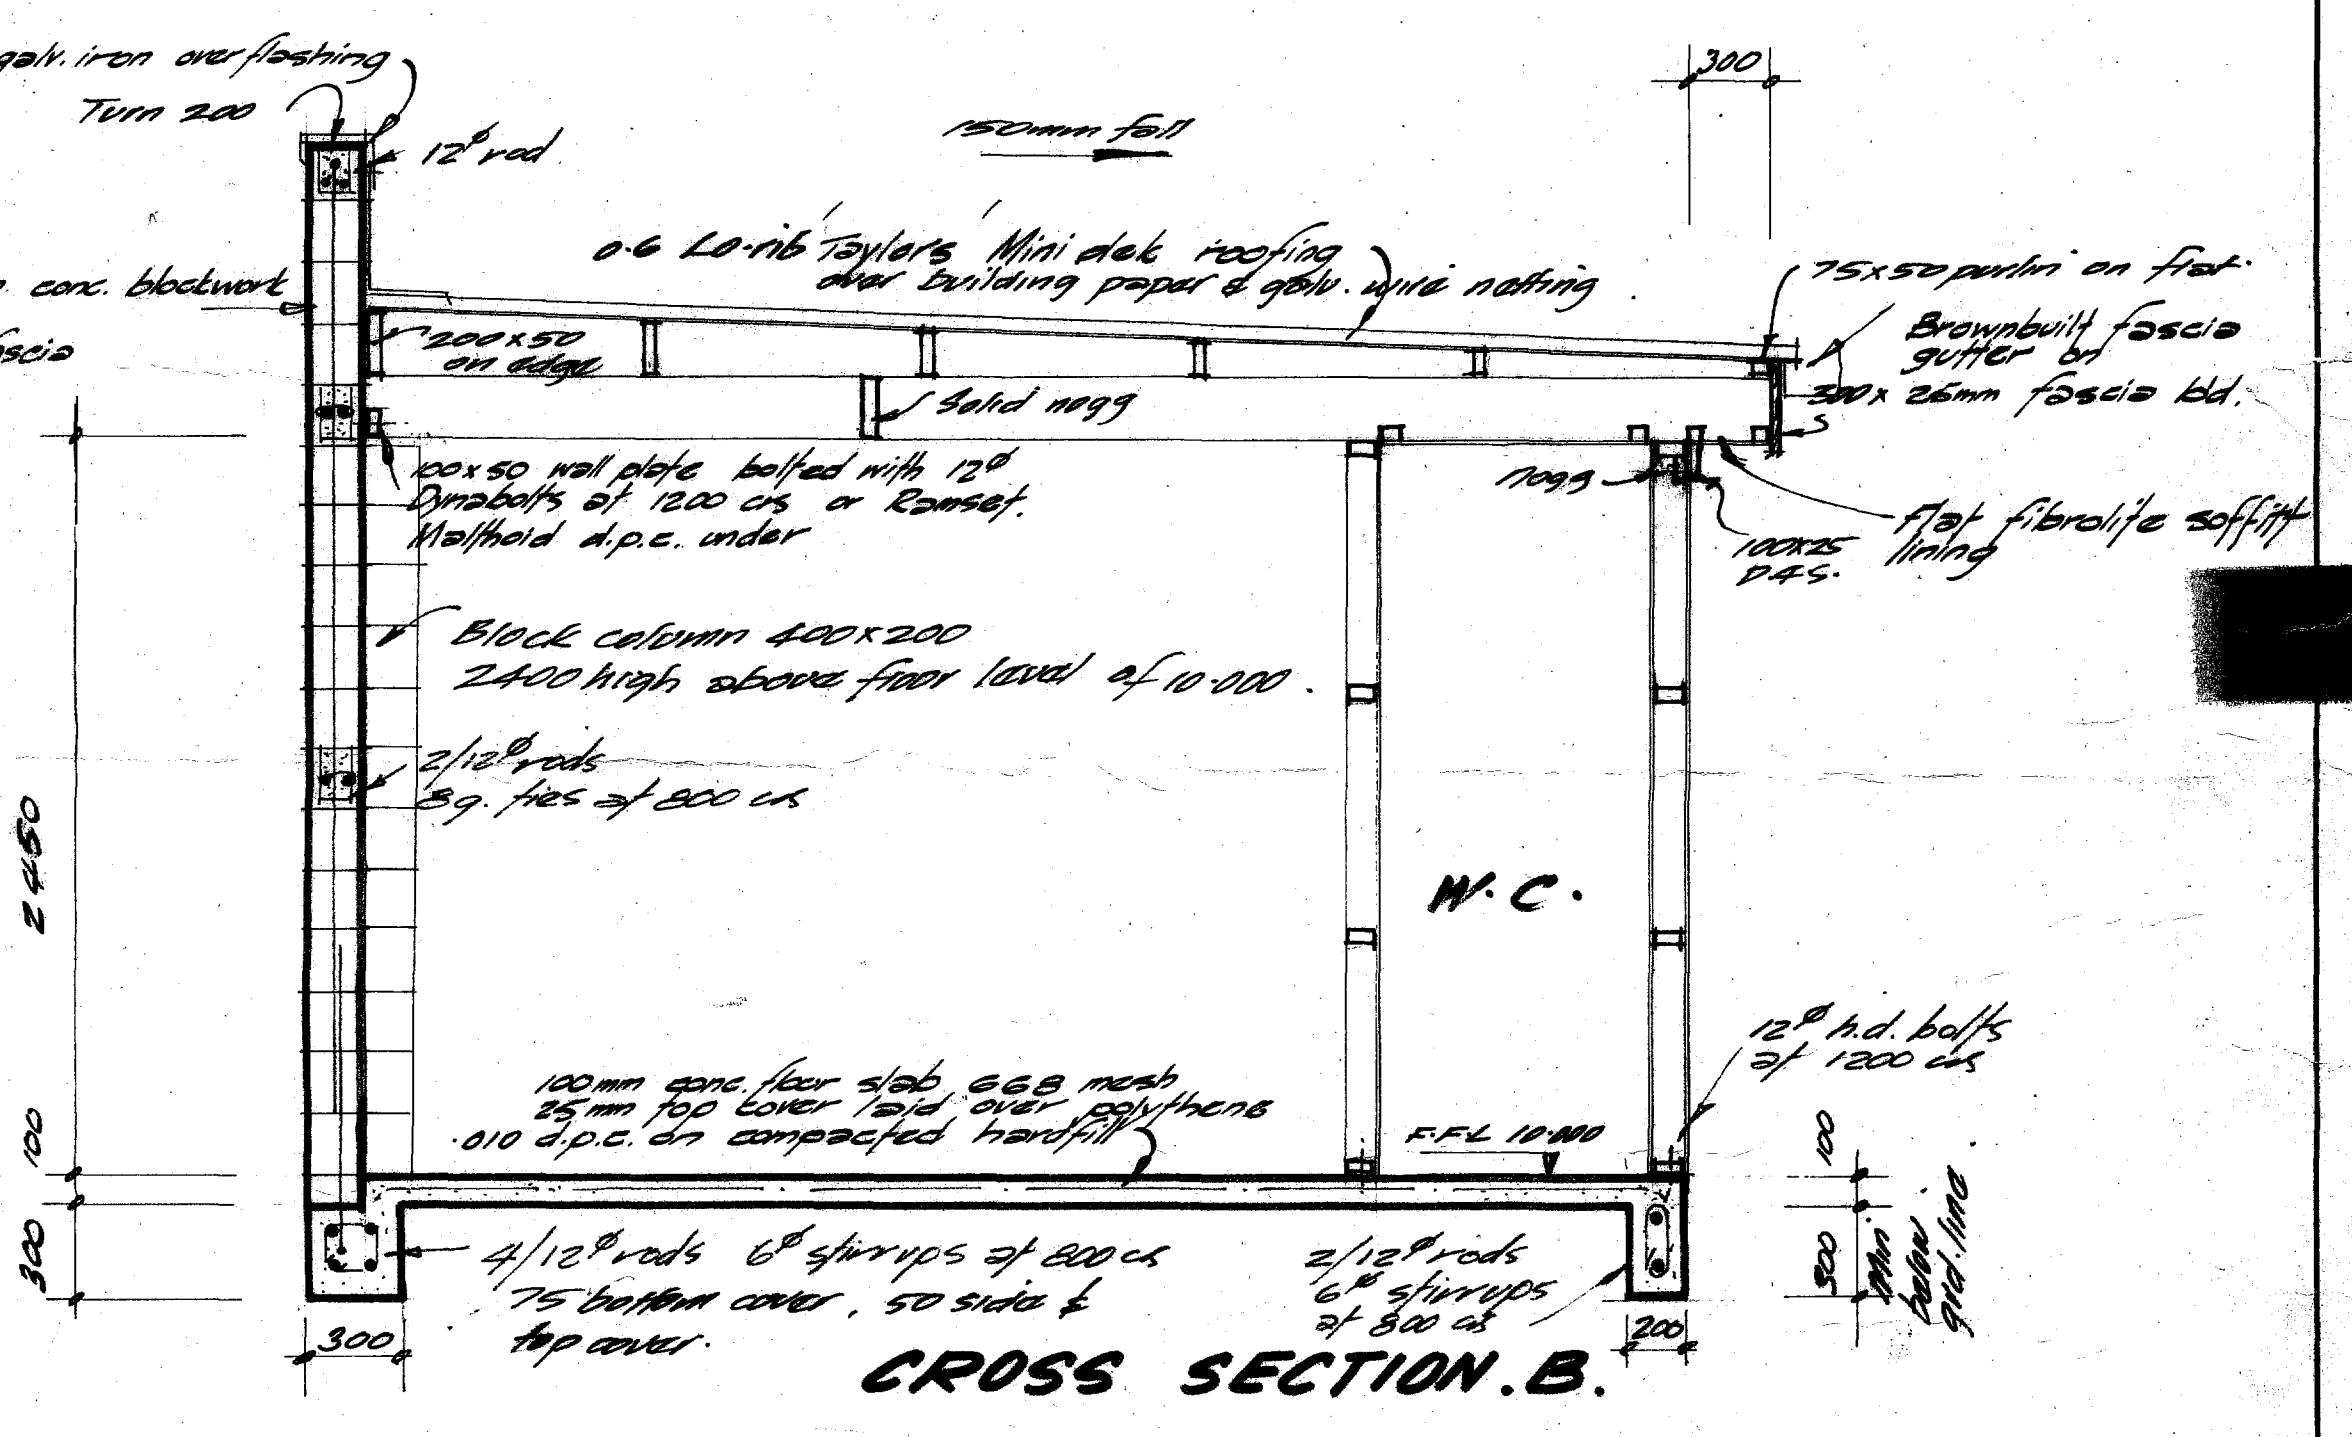 galv. iron over flashing
Turn 200
12ø rod
150mm fall
300
0.6 Lo-rib 'Taylors' Mini dek roofing
over building paper & galv. wire netting
75x50 purlin on flat.
conc. blockwork
200x50
on edge
Brownbuilt fascia
gutter on
300x 25mm fascia bd.
Solid nogg
100x50 wall plate bolted with 12ø
Dynabolts at 1200 crs or Ramset.
Malthoid d.p.c. under
nogg
Flat fibrolite soffitt
lining
100x25
D.4.S.
Block column 400x200
2400 high above floor level of 10.000.
2/12ø rods
8g. ties at 800 crs
2450
W.C.
12ø h.d. bolts
at 1200 crs
100mm conc. floor slab 668 mesh
25mm top cover laid over polythene
.010 d.p.c. on compacted hardfill
F.F.L 10.000
100
100
300
300
min
below
grd. line.
4/12ø rods 6ø stirrups at 800 crs
75 bottom cover, 50 side &
top cover.
2/12ø rods
6ø stirrups
at 800 crs
300
200
CROSS SECTION.B.